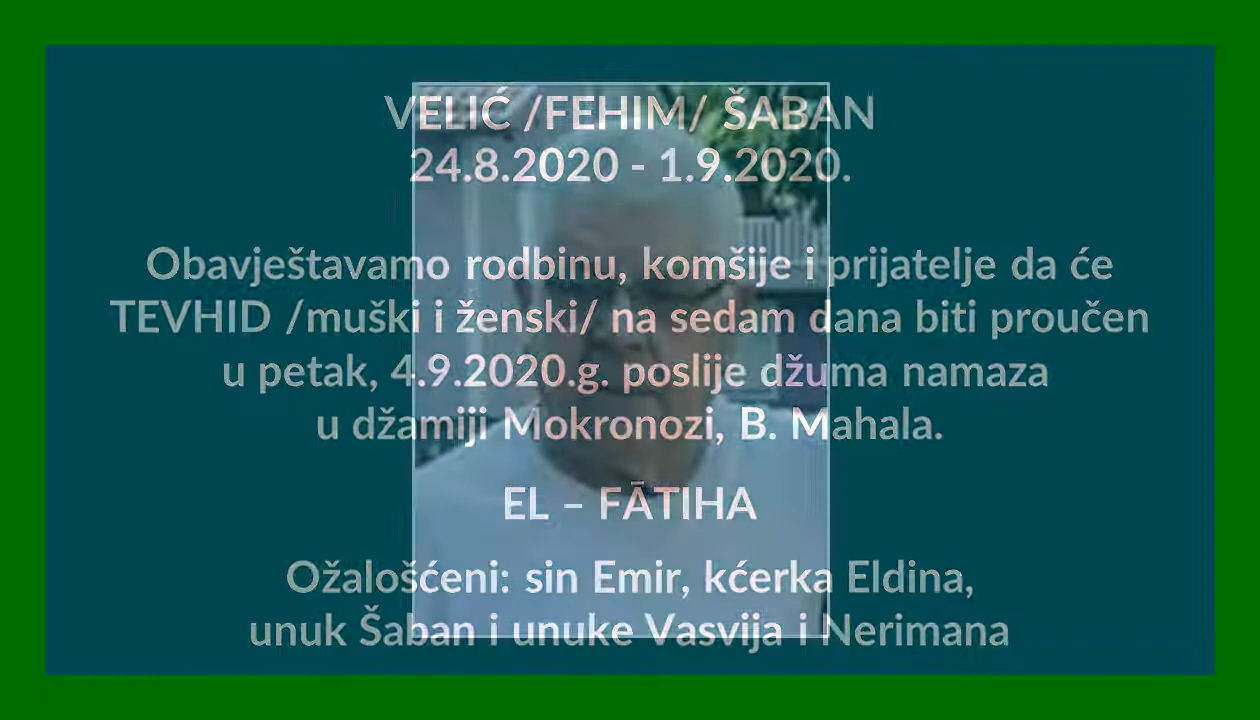 VELIĆ /FEHIM/ ŠABAN
24.8.2020 - 1.9.2020.
Obavještavamo rodbinu, komšije i prijatelje da će
TEVHID /muški i ženski/ na sedam dana biti proučen
u petak, 4.9.2020.g. poslije džuma namaza
u džamiji Mokronozi, B. Mahala.
EL – FĀTIHA
Ožalošćeni: sin Emir, kćerka Eldina,
unuk Šaban i unuke Vasvija i Nerimana